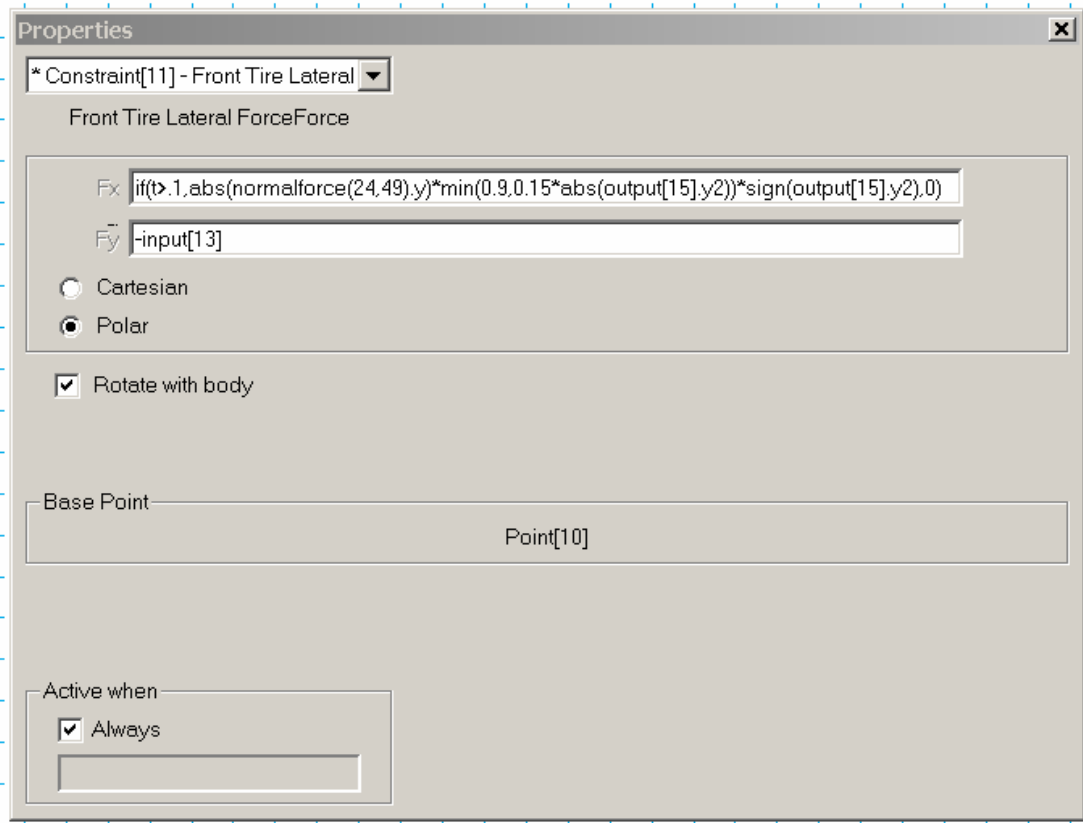 Properties
* Constraint[11] - Front Tire Lateral
Front Tire Lateral ForceForce
Fx if(t>.1,abs(normalforce(24,49).y)*min(0.9,0.15*abs(output[15].y2))*sign(output[15].y2),0)
Fy -input[13]
Cartesian
Polar
Rotate with body
Base Point
Point[10]
Active when
Always